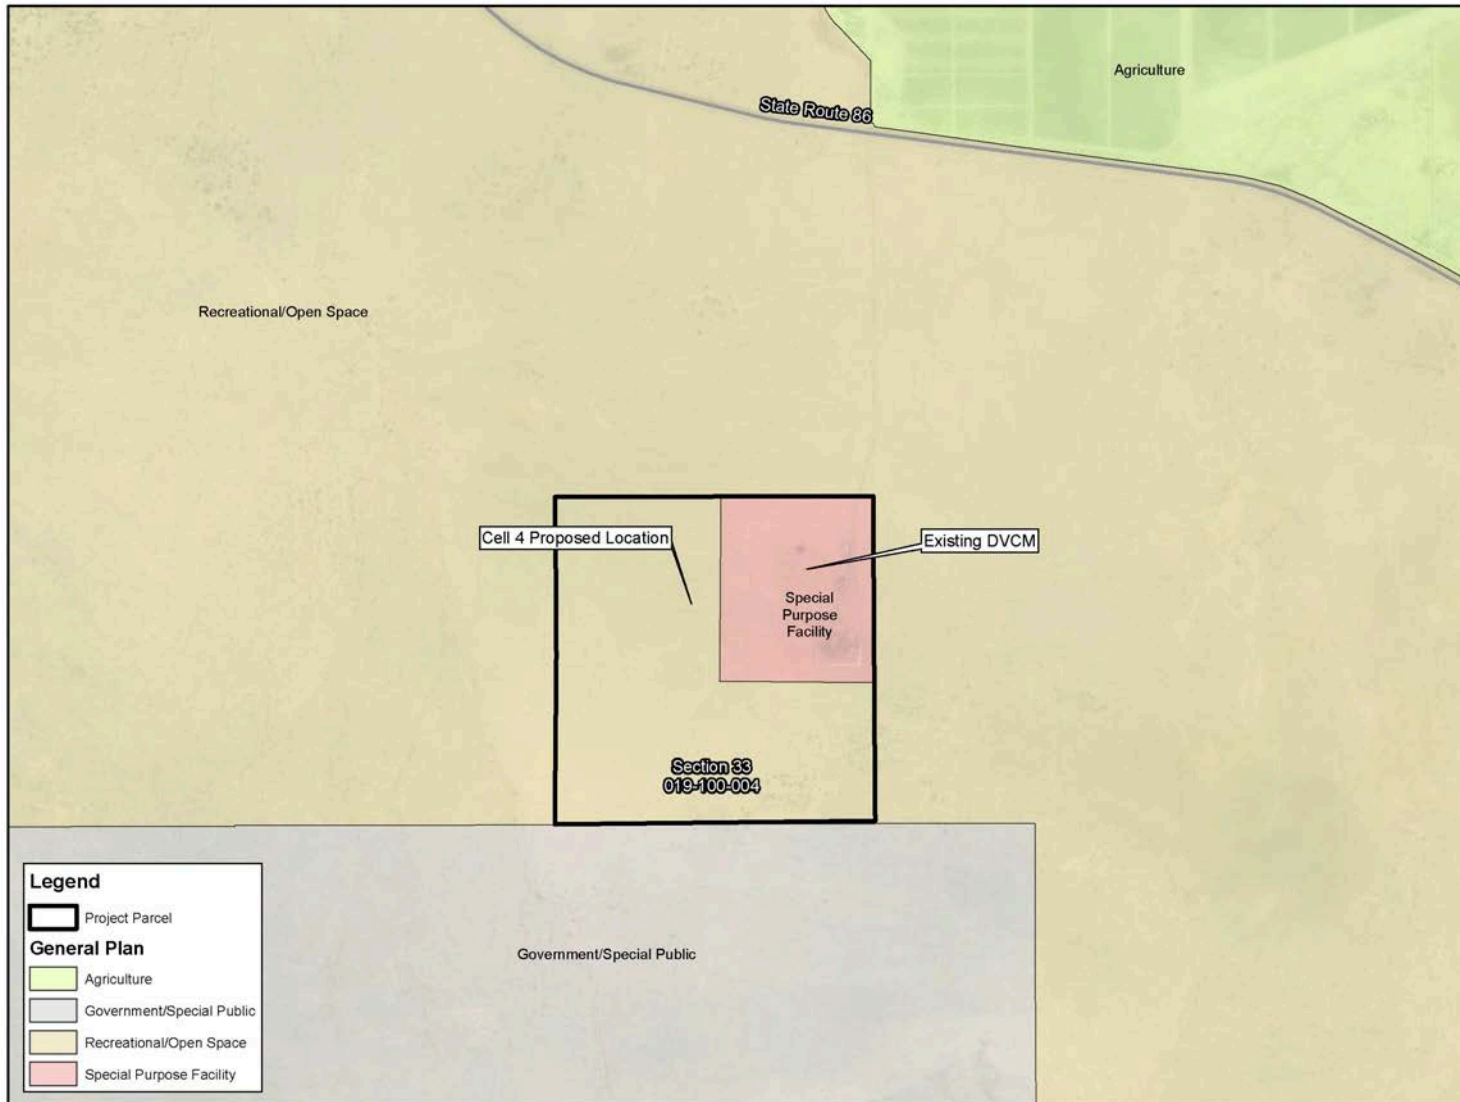 Agriculture
State Route 86
Recreational/Open Space
Cell 4 Proposed Location
Existing DVCM
Special
Purpose
Facility
Section 33
019-100-004
Government/Special Public
Legend
Project Parcel
General Plan
Agriculture
Government/Special Public
Recreational/Open Space
Special Purpose Facility